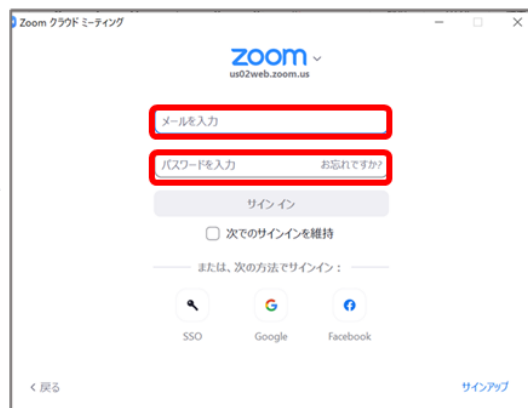 Zoom クラウド ミーティング
zoom
us02web.zoom.us
メールを入力
パスワードを入力 お忘れですか?
サイン イン
次でのサインインを維持
または、次の方法でサインイン：
SSO Google Facebook
< 戻る サインアップ